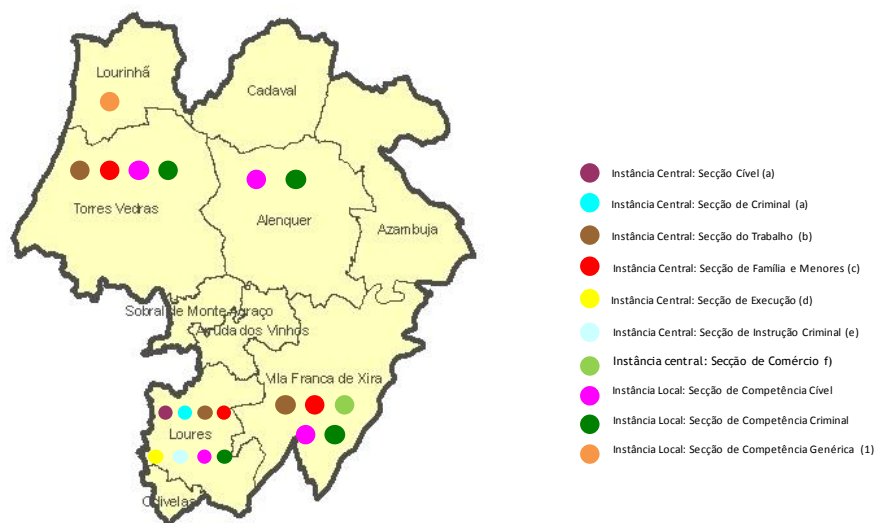 Lourinhã
Cadaval
Torres Vedras
Alenquer
Azambuja
Sobral de Monte Agraço
Arruda dos Vinhos
Vila Franca de Xira
Loures
Odivelas
Instância Central: Secção Cível (a)
Instância Central: Secção de Criminal (a)
Instância Central: Secção do Trabalho (b)
Instância Central: Secção de Família e Menores (c)
Instância Central: Secção de Execução (d)
Instância Central: Secção de Instrução Criminal (e)
Instância central: Secção de Comércio f)
Instância Local: Secção de Competência Cível
Instância Local: Secção de Competência Criminal
Instância Local: Secção de Competência Genérica (1)